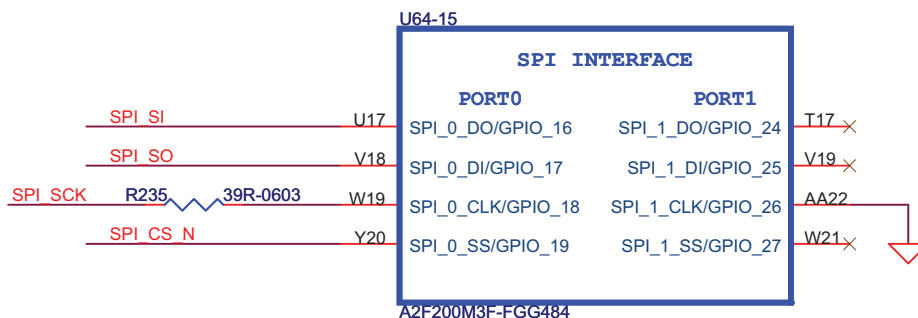 U64-15
SPI INTERFACE
PORT0 PORT1
SPI_SI U17 SPI_0_DO/GPIO_16 SPI_1_DO/GPIO_24 T17
SPI_SO V18 SPI_0_DI/GPIO_17 SPI_1_DI/GPIO_25 V19
SPI_SCK R235 39R-0603 W19 SPI_0_CLK/GPIO_18 SPI_1_CLK/GPIO_26 AA22
SPI_CS_N Y20 SPI_0_SS/GPIO_19 SPI_1_SS/GPIO_27 W21
A2F200M3F-FGG484